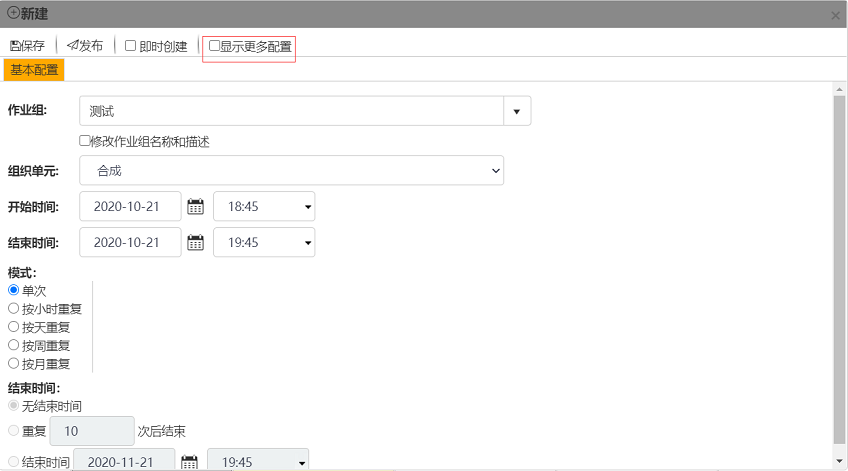 新建
保存 发布 即时创建 显示更多配置
基本配置
作业组: 测试
修改作业组名称和描述
组织单元: 合成
开始时间: 2020-10-21 18:45
结束时间: 2020-10-21 19:45
模式:
单次
按小时重复
按天重复
按周重复
按月重复
结束时间:
无结束时间
重复 10 次后结束
结束时间 2020-11-21 19:45